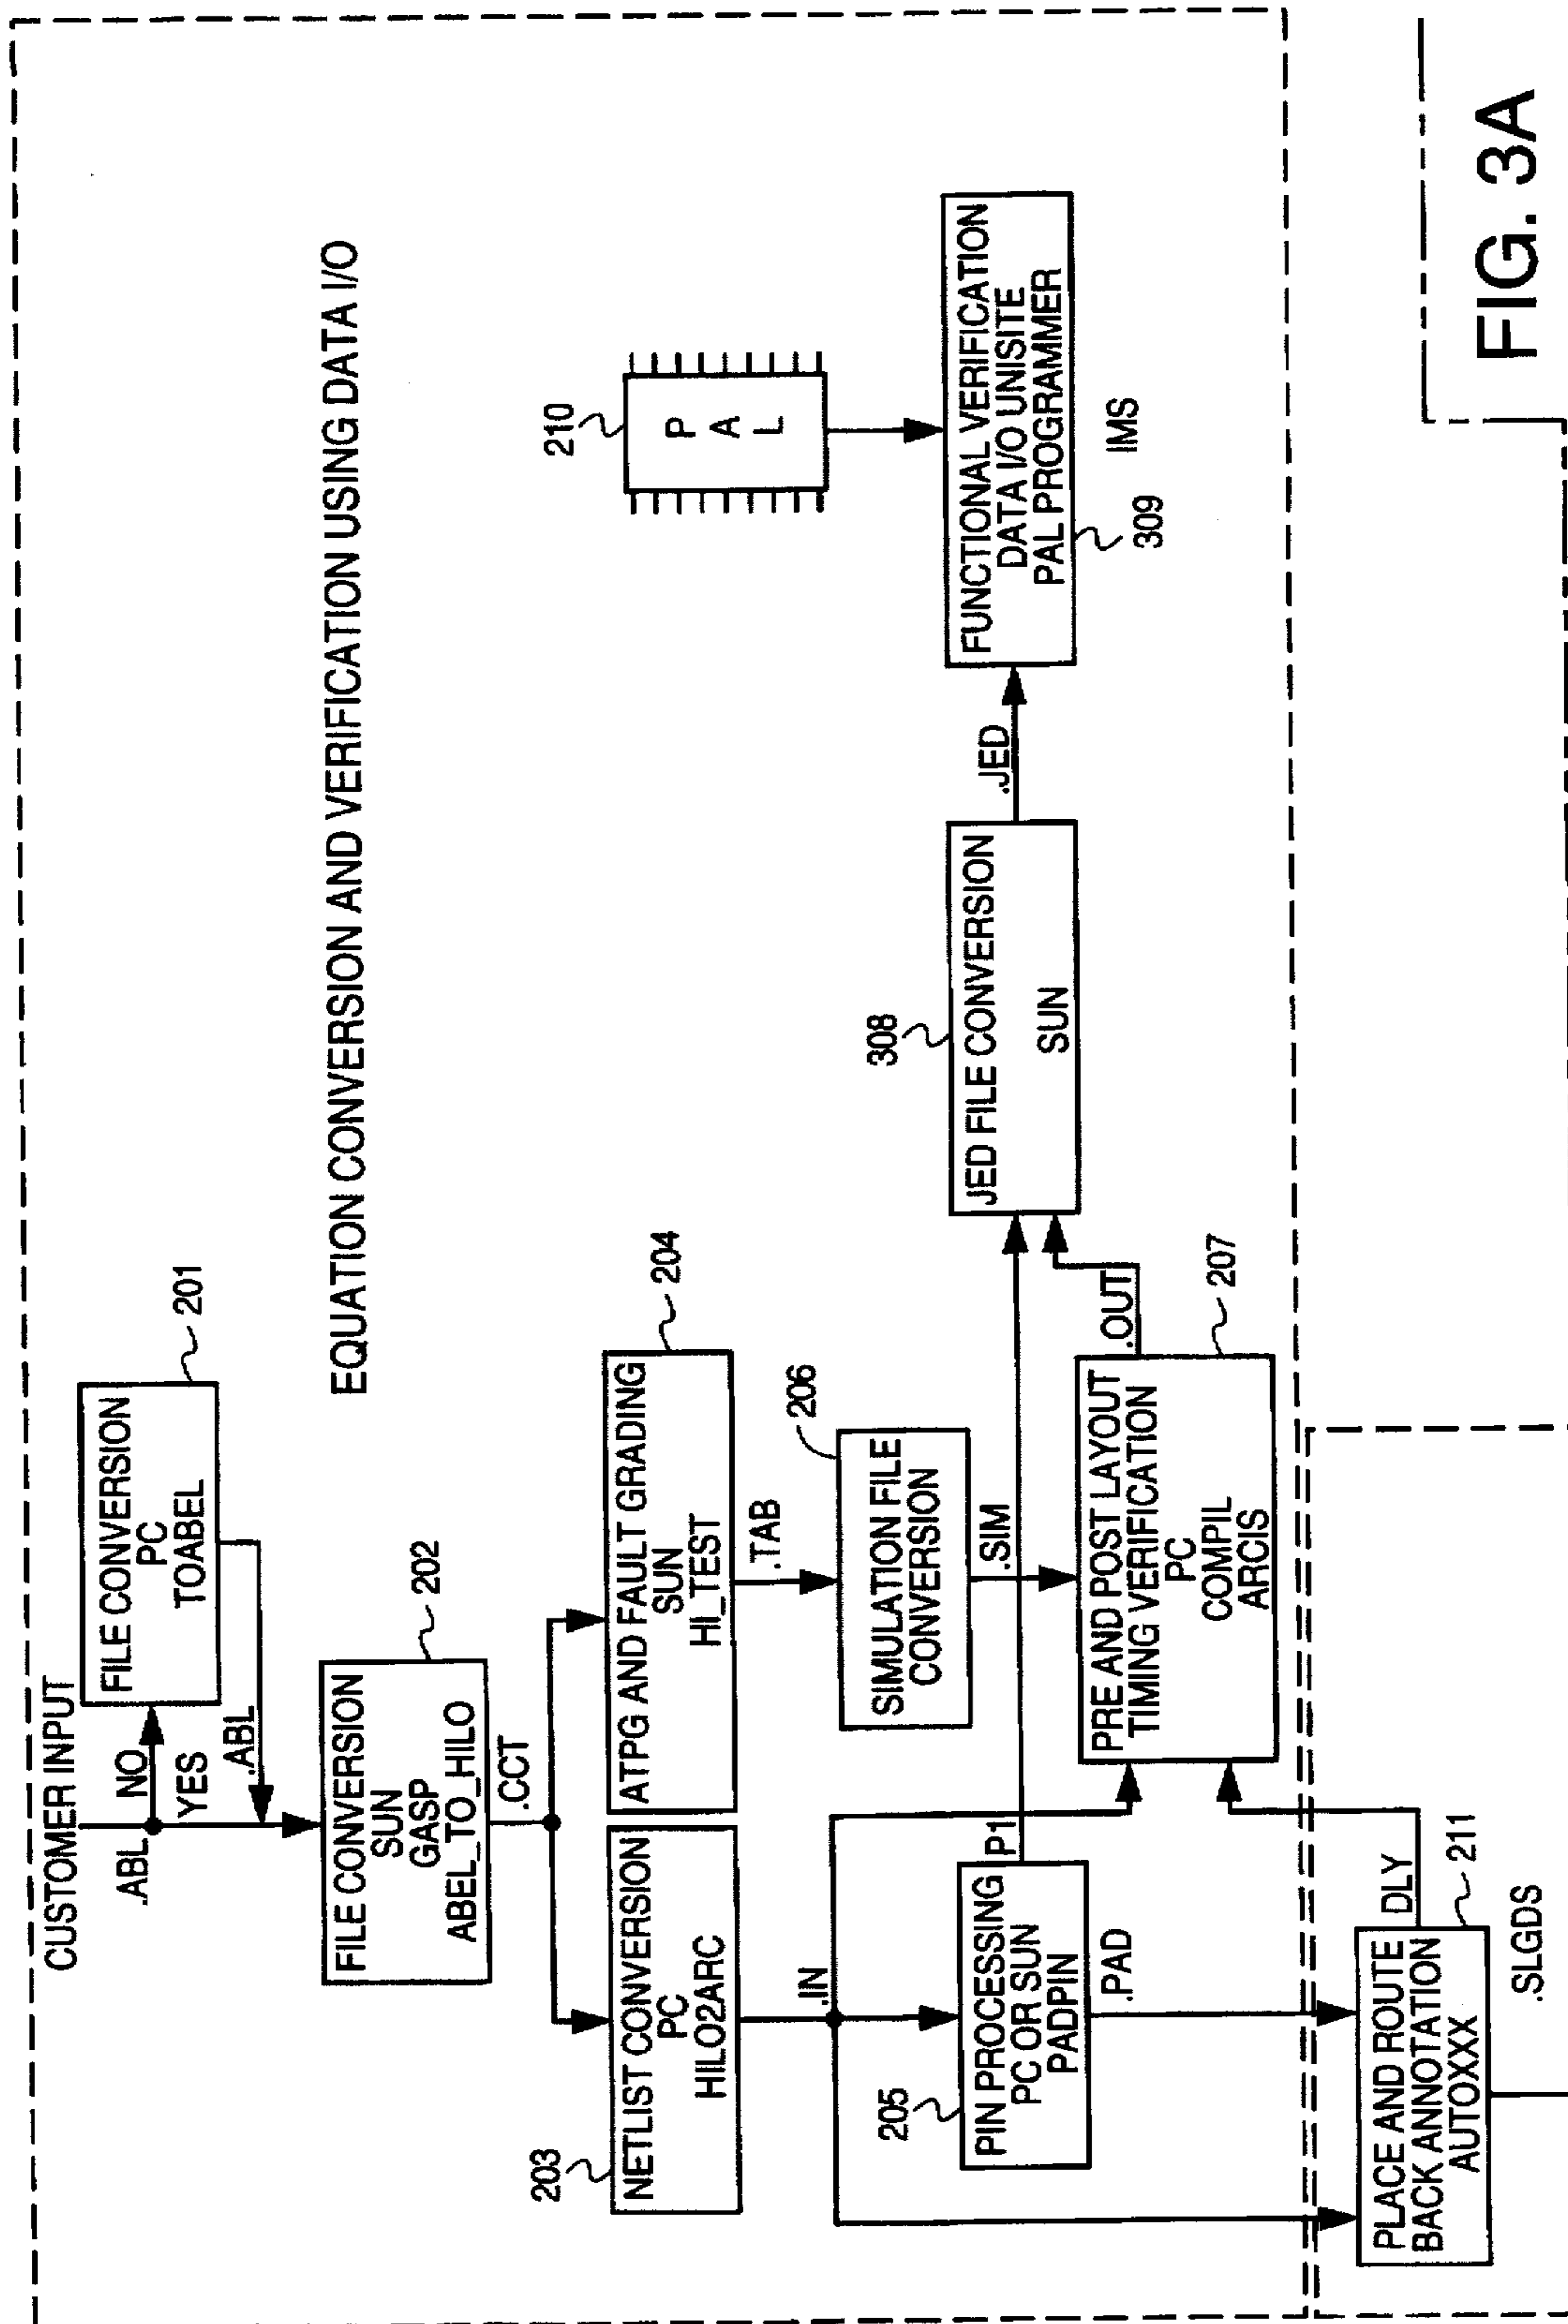 CUSTOMER INPUT
.ABL
NO
YES
FILE CONVERSION
PC
TOABEL
201
.ABL
EQUATION CONVERSION AND VERIFICATION USING DATA I/O
FILE CONVERSION
SUN
GASP
ABEL_TO_HILO
202
.CCT
203
NETLIST CONVERSION
PC
HILO2ARC
ATPG AND FAULT GRADING
SUN
HI_TEST
204
.TAB
210
P A L
.IN
206
SIMULATION FILE
CONVERSION
.SIM
205
PIN PROCESSING
PC OR SUN
PADPIN
P1
.PAD
308
JED FILE CONVERSION
SUN
.JED
FUNCTIONAL VERIFICATION
DATA I/O UNISITE
PAL PROGRAMMER
309
IMS
PRE AND POST LAYOUT
TIMING VERIFICATION
PC
COMPIL
ARCIS
.OUT
207
PLACE AND ROUTE
BACK ANNOTATION
AUTOXXX
DLY
211
.SLGDS
FIG. 3A